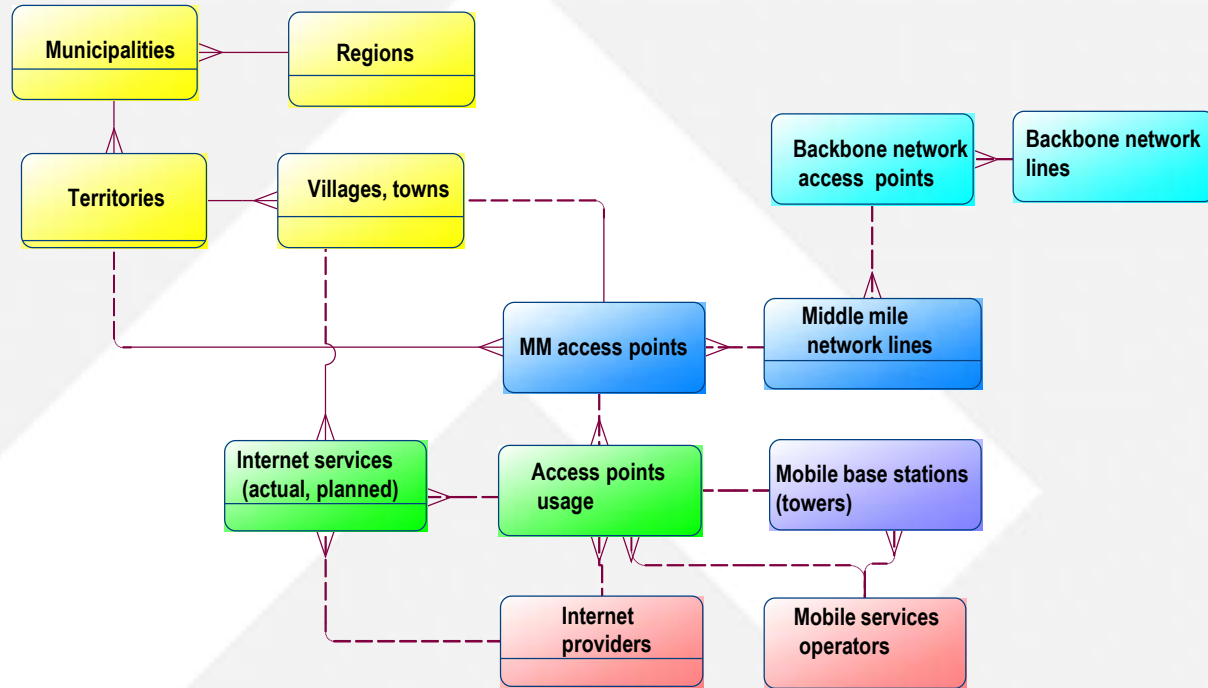 Municipalities
Regions
Territories
Villages, towns
Backbone network
access points
Backbone network
lines
MM access points
Middle mile
network lines
Internet services
(actual, planned)
Access points
usage
Mobile base stations
(towers)
Internet
providers
Mobile services
operators